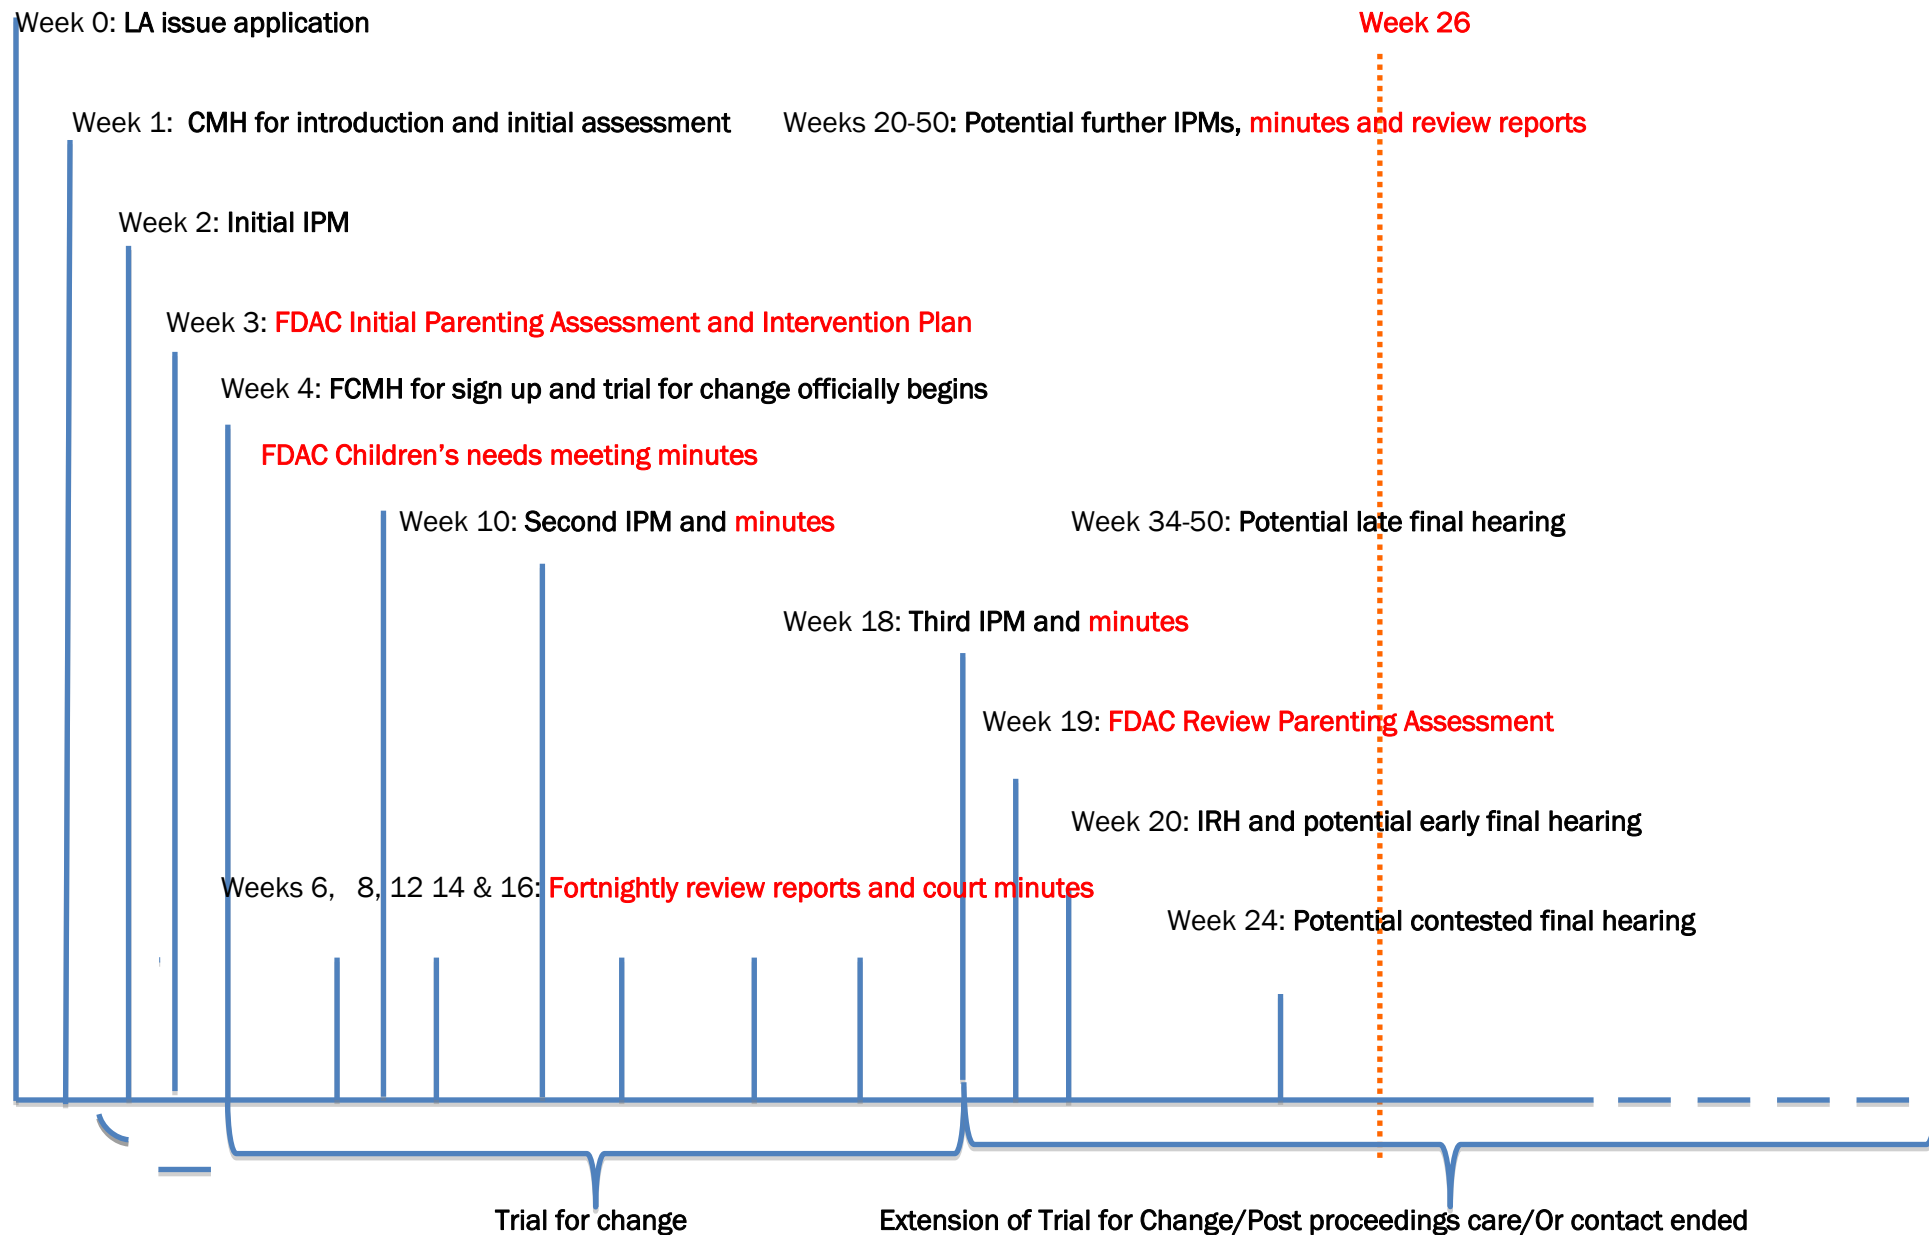 Week 0: LA issue application
Week 26
Week 1: CMH for introduction and initial assessment
Weeks 20-50: Potential further IPMs, minutes and review reports
Week 2: Initial IPM
Week 3: FDAC Initial Parenting Assessment and Intervention Plan
Week 4: FCMH for sign up and trial for change officially begins
FDAC Children’s needs meeting minutes
Week 10: Second IPM and minutes
Week 34-50: Potential late final hearing
Week 18: Third IPM and minutes
Week 19: FDAC Review Parenting Assessment
Week 20: IRH and potential early final hearing
Weeks 6, 8, 12 14 & 16: Fortnightly review reports and court minutes
Week 24: Potential contested final hearing
Trial for change
Extension of Trial for Change/Post proceedings care/Or contact ended